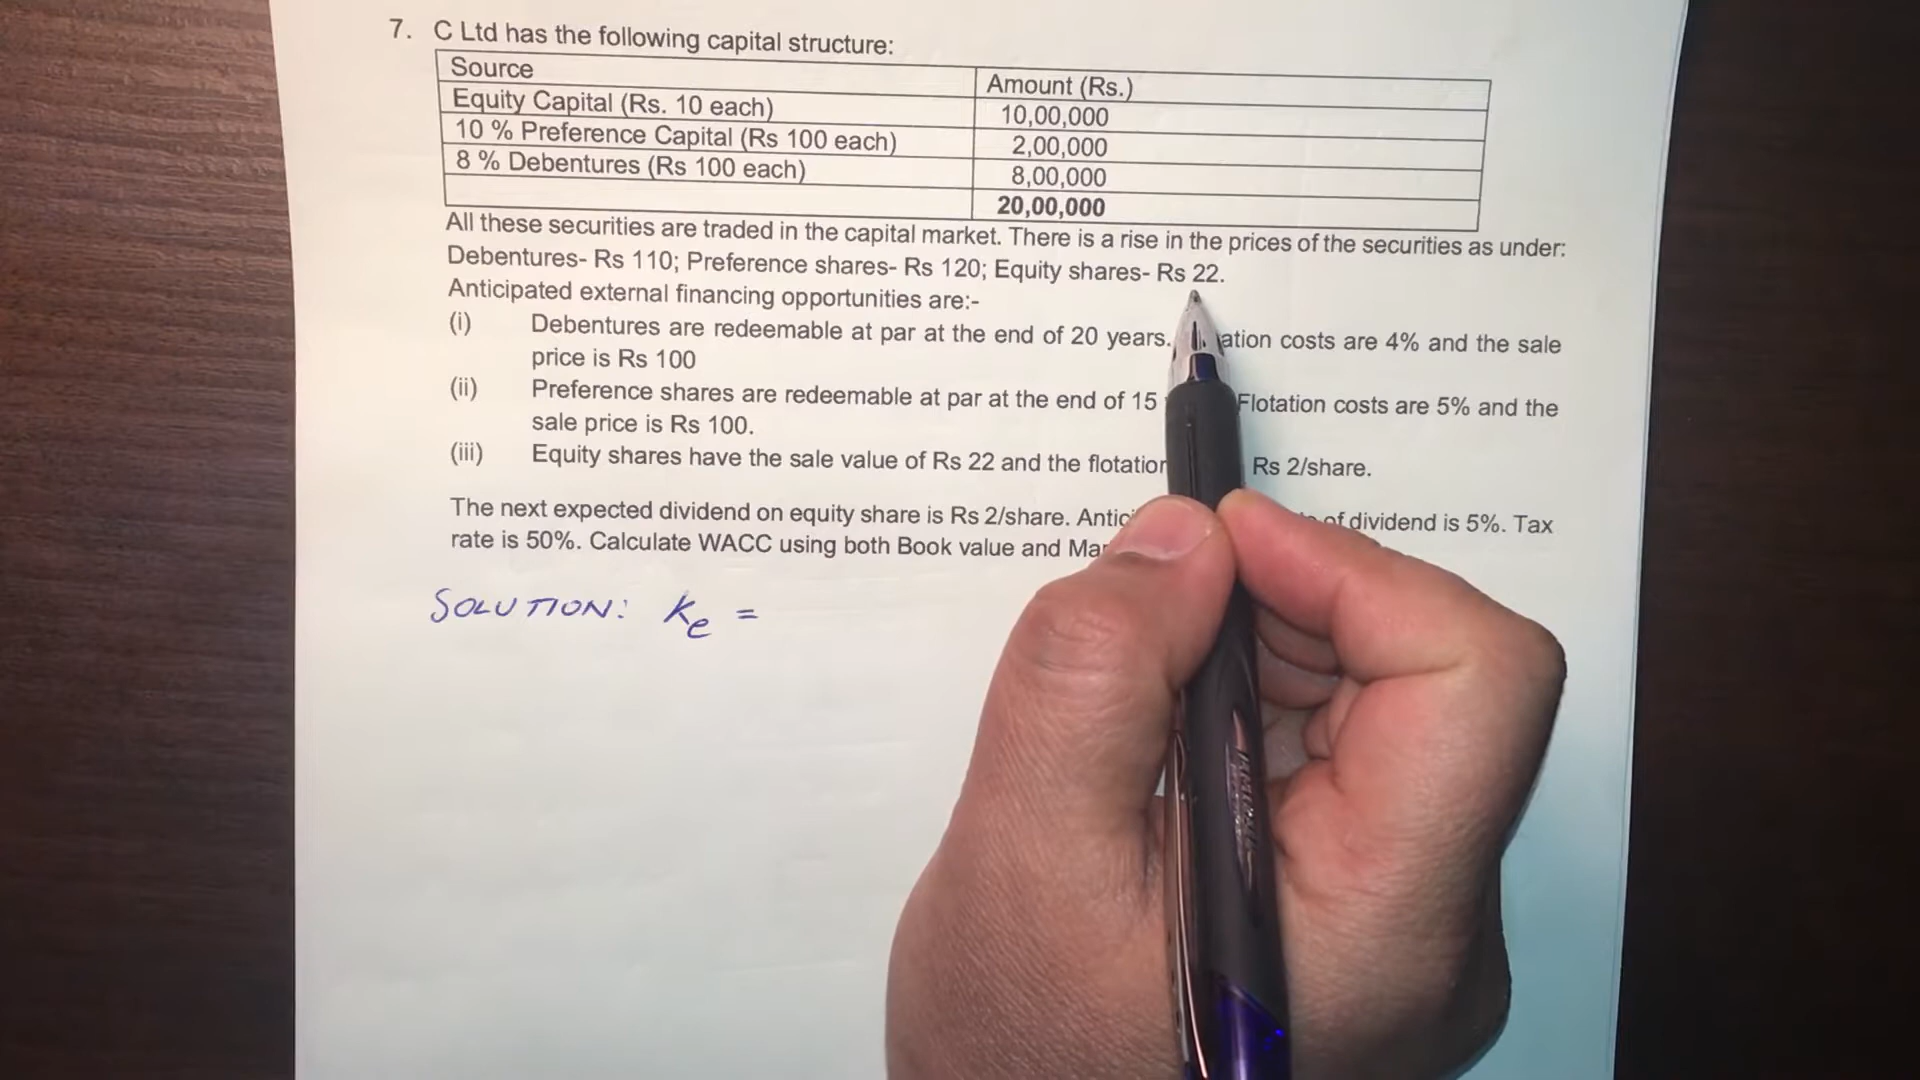 7. C Ltd has the following capital structure:
Source Amount (Rs.)
Equity Capital (Rs. 10 each) 10,00,000
10 % Preference Capital (Rs 100 each) 2,00,000
8 % Debentures (Rs 100 each) 8,00,000
20,00,000
All these securities are traded in the capital market. There is a rise in the prices of the securities as under:
Debentures- Rs 110; Preference shares- Rs 120; Equity shares- Rs 22.
Anticipated external financing opportunities are:-
(i) Debentures are redeemable at par at the end of 20 years. costs are 4% and the sale
price is Rs 100
(ii) Preference shares are redeemable at par at the end of 15 Flotation costs are 5% and the
sale price is Rs 100.
(iii) Equity shares have the sale value of Rs 22 and the Rs 2/share.
The next expected dividend on equity share is Rs 2/share. of dividend is 5%. Tax
rate is 50%. Calculate WACC using both Book value and
SOLUTION: Ke =